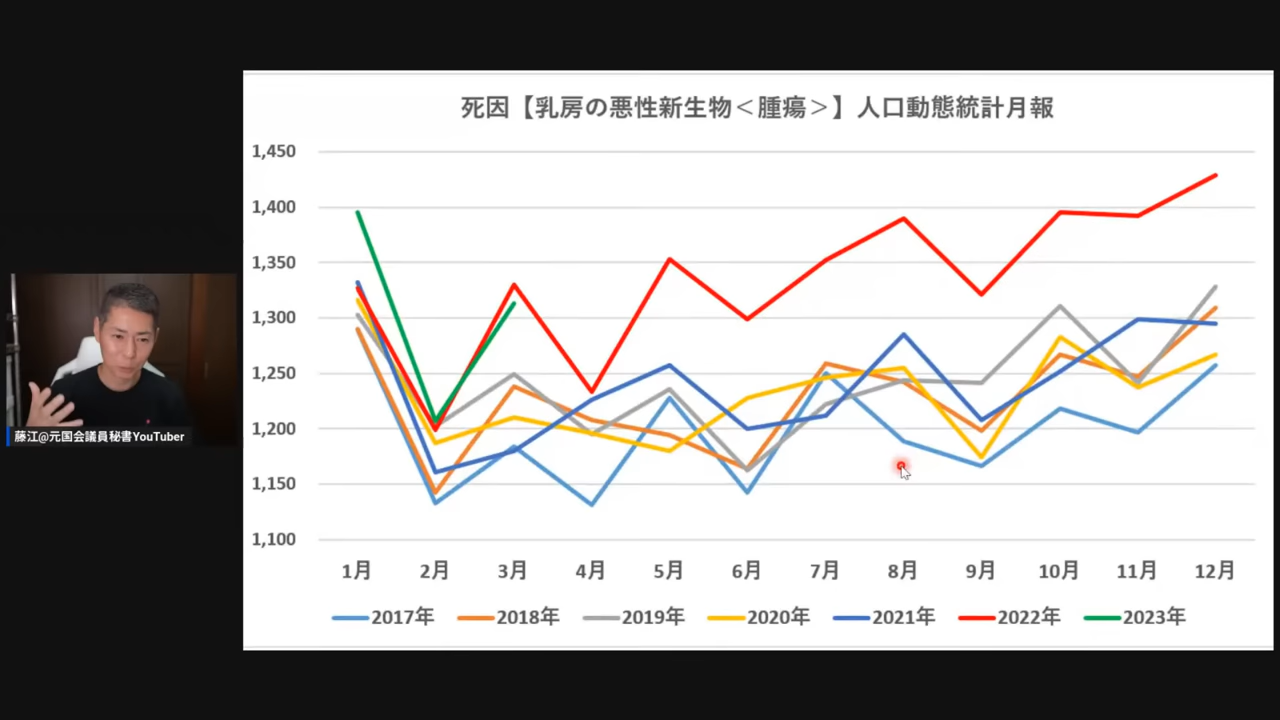 死因【乳房の悪性新生物＜腫瘍＞】人口動態統計月報
1,450
1,400
1,350
1,300
1,250
1,200
1,150
1,100
1月 2月 3月 4月 5月 6月 7月 8月 9月 10月 11月 12月
2017年 2018年 2019年 2020年 2021年 2022年 2023年
藤江@元国会議員秘書YouTuber